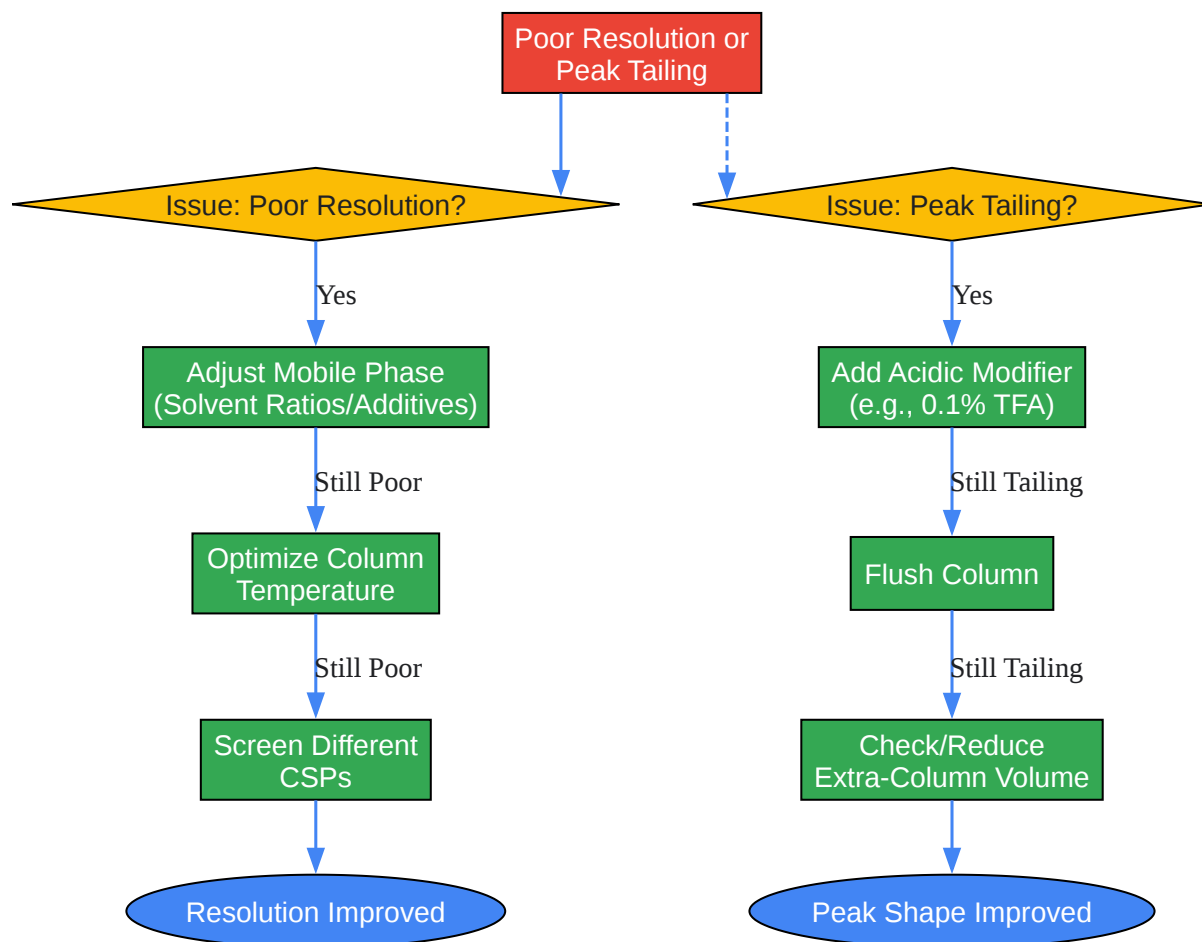 Poor Resolution or
Peak Tailing
Issue: Poor Resolution?
Issue: Peak Tailing?
Yes
Yes
Adjust Mobile Phase
(Solvent Ratios/Additives)
Add Acidic Modifier
(e.g., 0.1% TFA)
Still Poor
Still Tailing
Optimize Column
Temperature
Flush Column
Still Poor
Still Tailing
Screen Different
CSPs
Check/Reduce
Extra-Column Volume
Resolution Improved
Peak Shape Improved